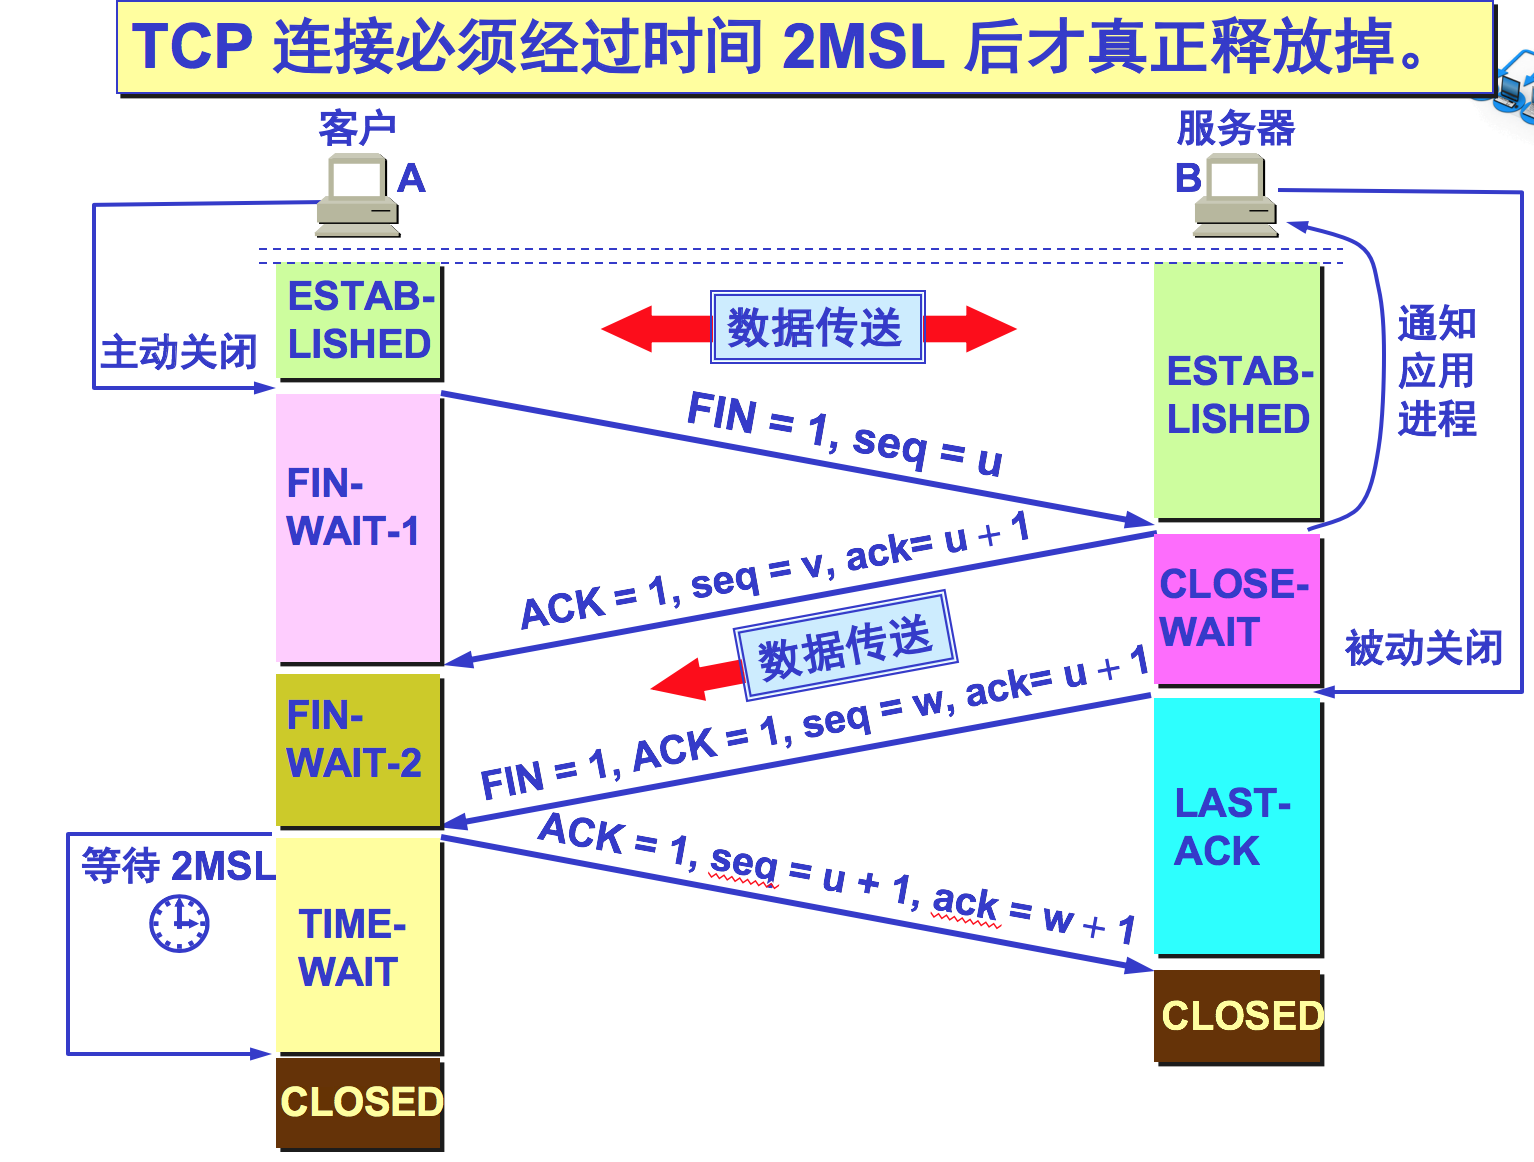 TCP 连接必须经过时间 2MSL 后才真正释放掉。
客户
服务器
A
B
ESTAB-
LISHED
主动关闭
数据传送
ESTAB-
LISHED
通知
应用
进程
FIN = 1, seq = u
FIN-
WAIT-1
ACK = 1, seq = v, ack= u + 1
CLOSE-
WAIT
数据传送
被动关闭
FIN-
WAIT-2
FIN = 1, ACK = 1, seq = w, ack= u + 1
LAST-
ACK
等待 2MSL
ACK = 1, seq = u + 1, ack = w + 1
TIME-
WAIT
CLOSED
CLOSED